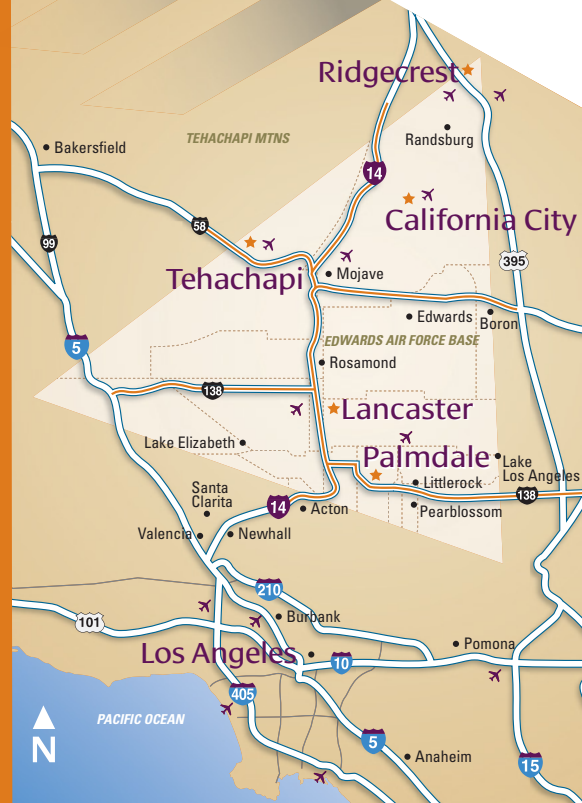 Ridgecrest
Randsburg
TEHACHAPI MTNS
Bakersfield
14
California City
58
99
395
Tehachapi
Mojave
Edwards
Boron
EDWARDS AIR FORCE BASE
5
Rosamond
138
Lancaster
Lake Elizabeth
Palmdale
Lake
Los Angeles
Littlerock
138
Santa
Clarita
14
Acton
Pearblossom
Valencia
Newhall
210
101
Burbank
Los Angeles
10
Pomona
405
PACIFIC OCEAN
N
5
Anaheim
15